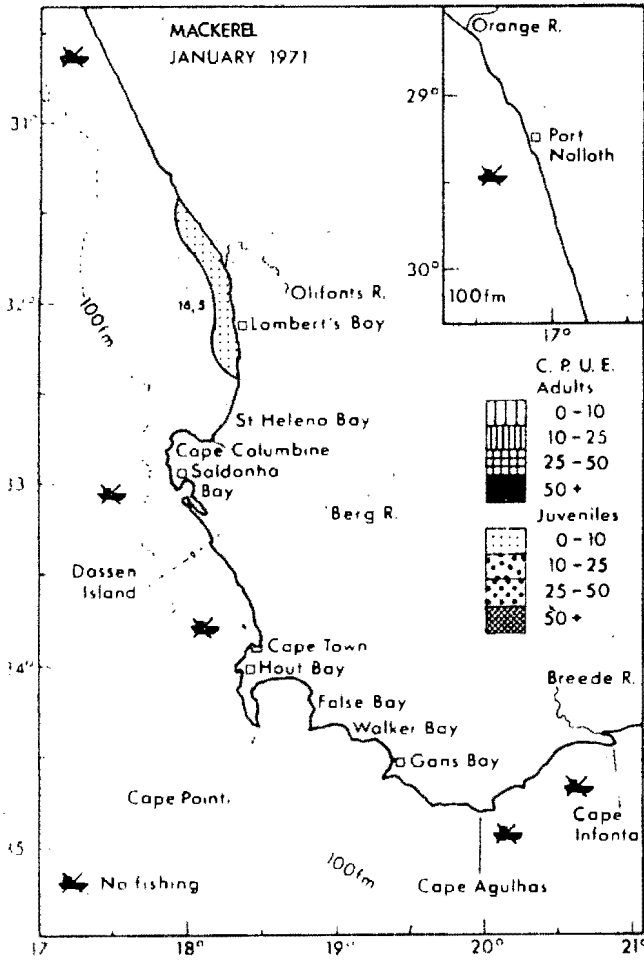 MACKEREL
JANUARY 1971
Orange R.
29°
Port
Nolloth
30°
100fm
17°
31°
100fm
Olifants R.
16,5
Lambert's Bay
C. P. U. E.
Adults
0-10
10-25
25-50
50+
Juveniles
0-10
10-25
25-50
50+
St Helena Bay
Cape Columbine
Saldanha
Bay
33
Berg R.
Dassen
Island
Cape Town
Hout Bay
34°
False Bay
Walker Bay
Gans Bay
Breede R.
Cape Point.
Cape
Infanta
35
100fm
No fishing
Cape Agulhas
17
18°
19°
20°
21°